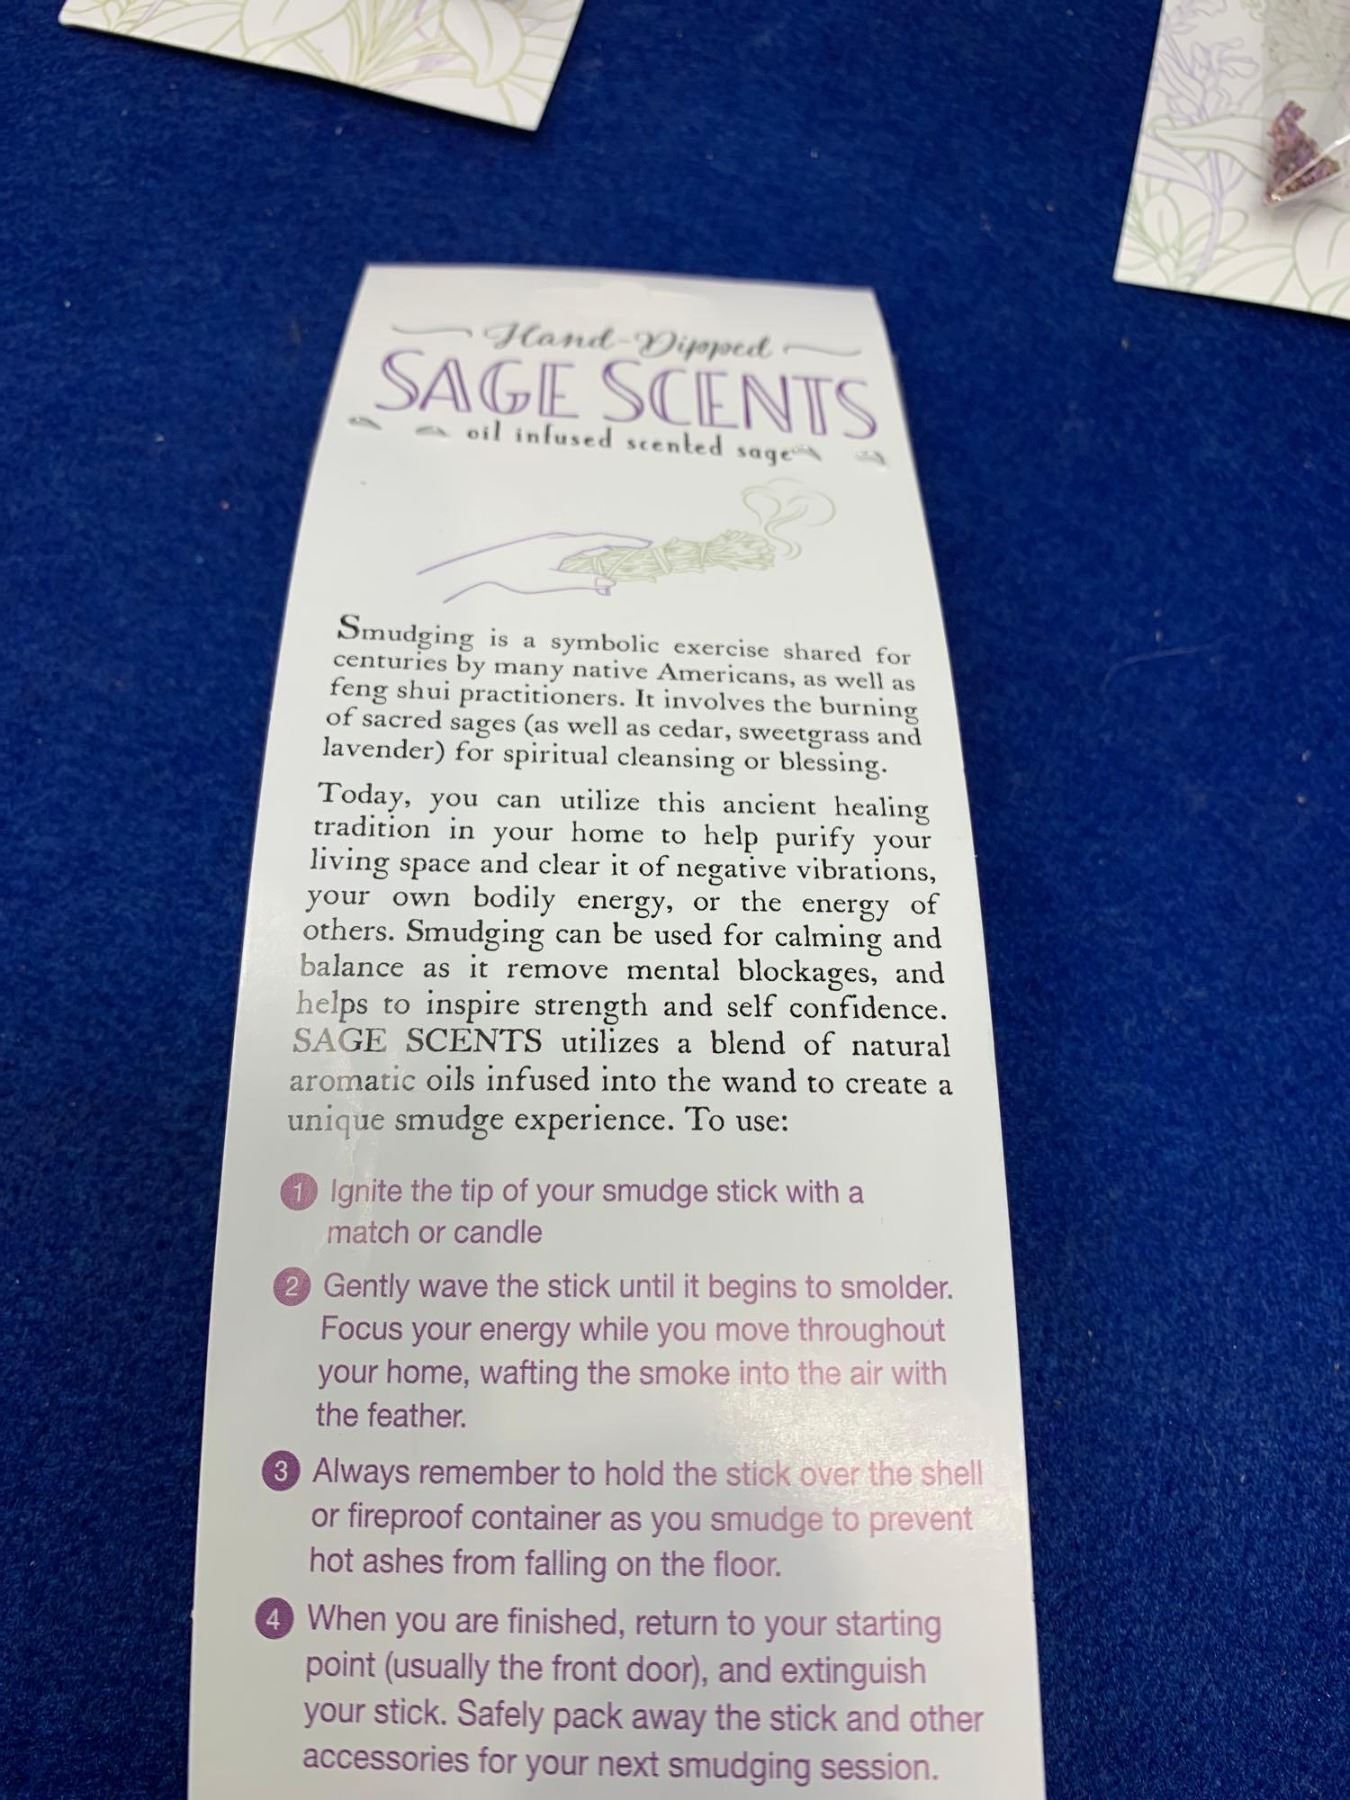 Hand-Dipped
SAGE SCENTS
oil infused scented sage
Smudging is a symbolic exercise shared for
centuries by many native Americans, as well as
feng shui practitioners. It involves the burning
of sacred sages (as well as cedar, sweetgrass and
lavender) for spiritual cleansing or blessing.
Today, you can utilize this ancient healing
tradition in your home to help purify your
living space and clear it of negative vibrations,
your own bodily energy, or the energy of
others. Smudging can be used for calming and
balance as it remove mental blockages, and
helps to inspire strength and self confidence.
SAGE SCENTS utilizes a blend of natural
aromatic oils infused into the wand to create a
unique smudge experience. To use:
1 Ignite the tip of your smudge stick with a
match or candle
2 Gently wave the stick until it begins to smolder.
Focus your energy while you move throughout
your home, wafting the smoke into the air with
the feather.
3 Always remember to hold the stick over the shell
or fireproof container as you smudge to prevent
hot ashes from falling on the floor.
4 When you are finished, return to your starting
point (usually the front door), and extinguish
your stick. Safely pack away the stick and other
accessories for your next smudging session.